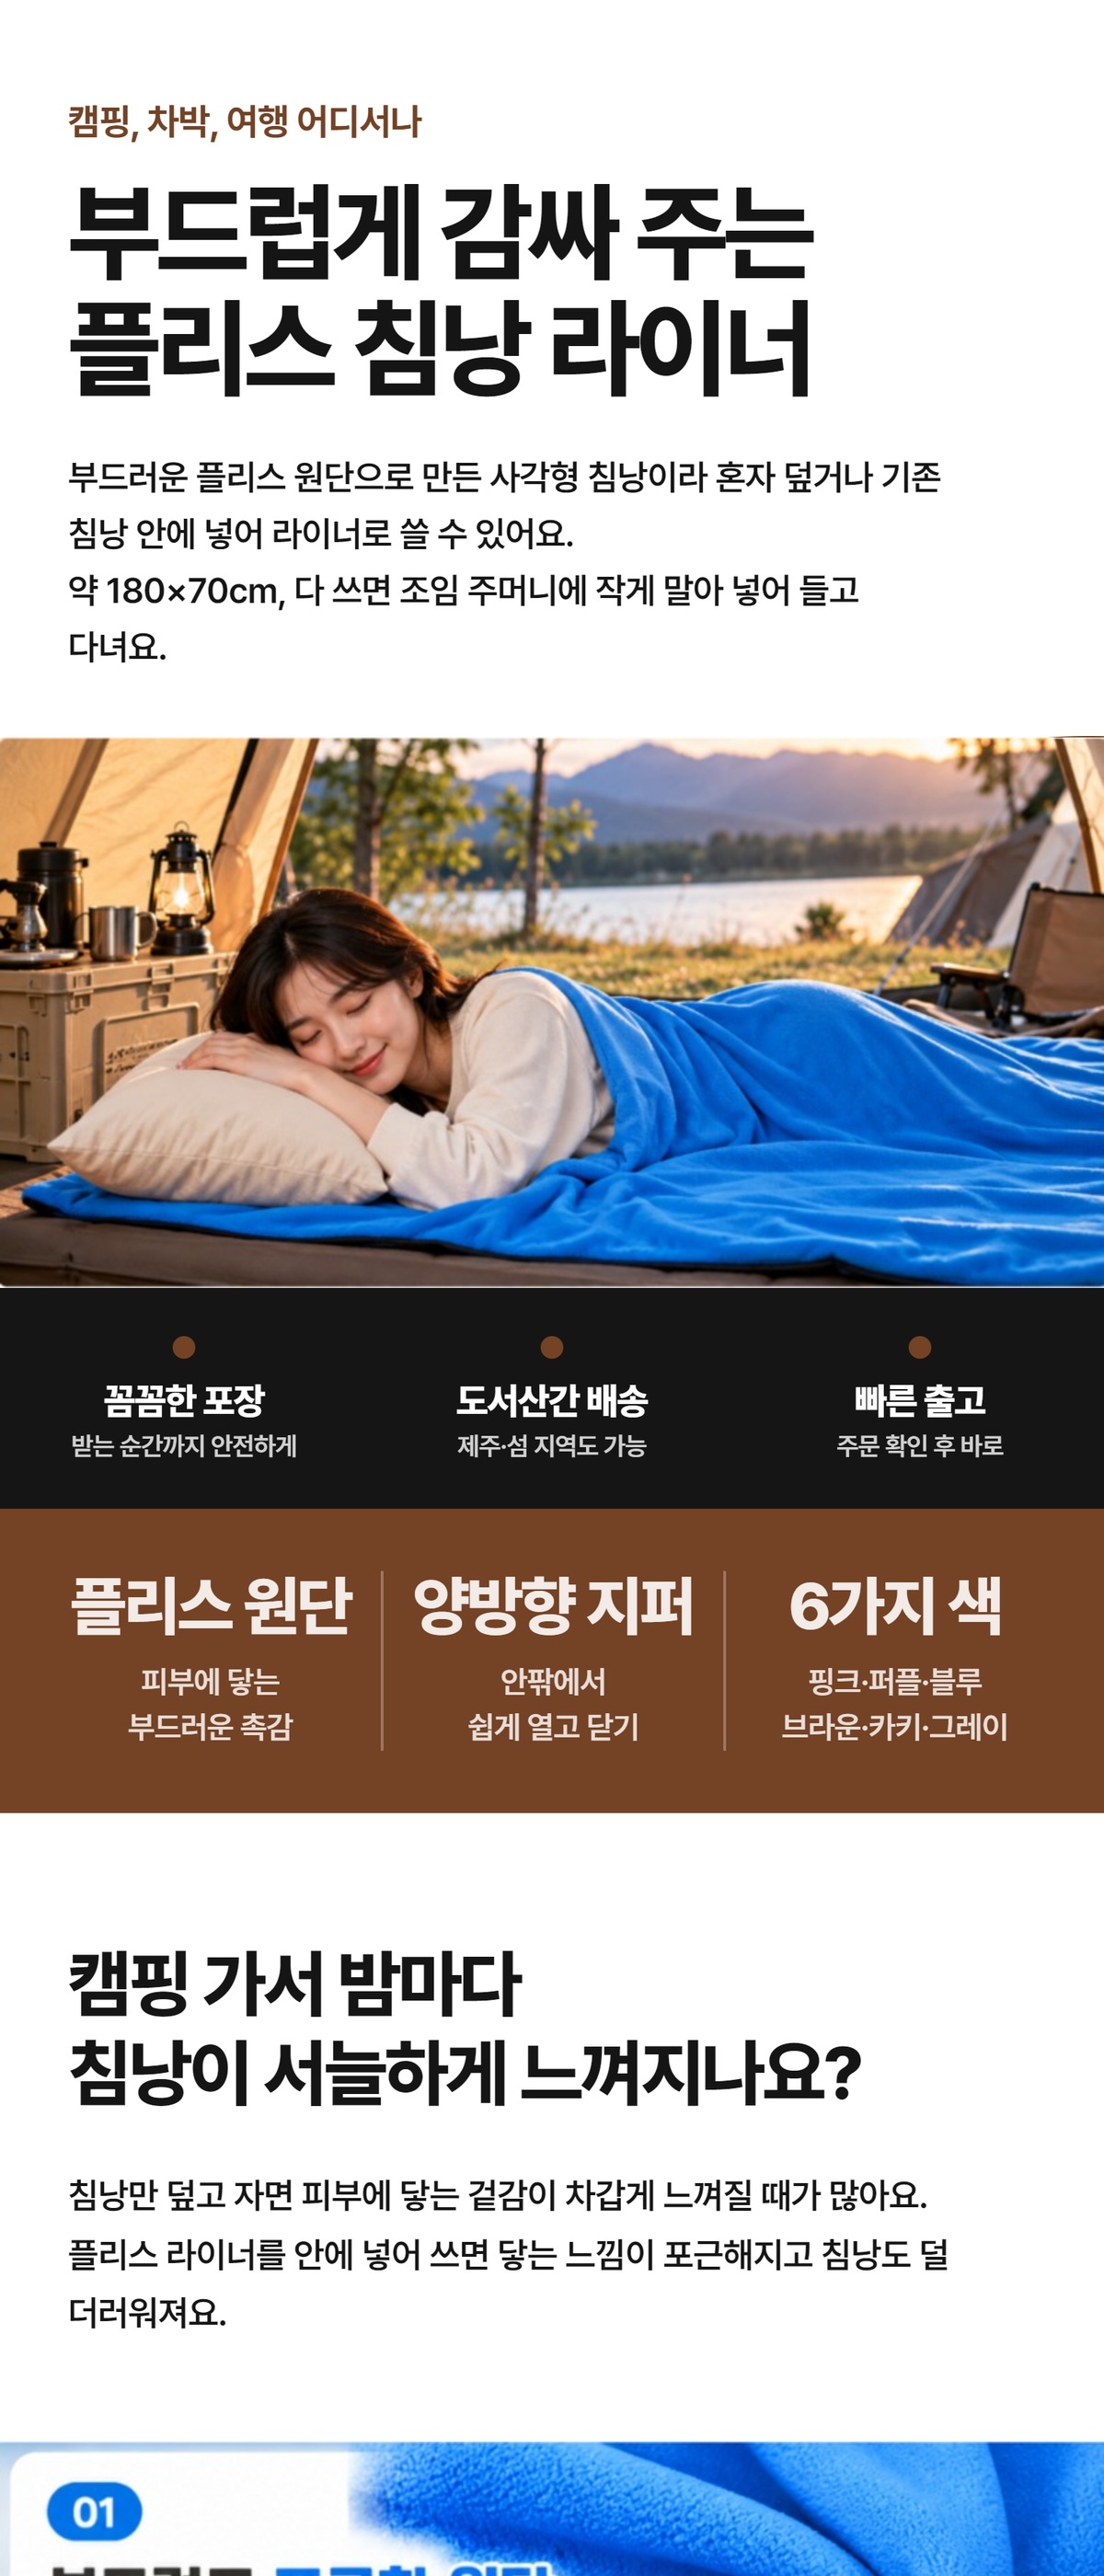 캠핑, 차박, 여행 어디서나
부드럽게 감싸 주는
플리스 침낭 라이너
부드러운 플리스 원단으로 만든 사각형 침낭이라 혼자 덮거나 기존
침낭 안에 넣어 라이너로 쓸 수 있어요.
약 180×70cm, 다 쓰면 조임 주머니에 작게 말아 넣어 들고
다녀요.
꼼꼼한 포장
받는 순간까지 안전하게
도서산간 배송
제주·섬 지역도 가능
빠른 출고
주문 확인 후 바로
플리스 원단
피부에 닿는
부드러운 촉감
양방향 지퍼
안팎에서
쉽게 열고 닫기
6가지 색
핑크·퍼플·블루
브라운·카키·그레이
캠핑 가서 밤마다
침낭이 서늘하게 느껴지나요?
침낭만 덮고 자면 피부에 닿는 겉감이 차갑게 느껴질 때가 많아요.
플리스 라이너를 안에 넣어 쓰면 닿는 느낌이 포근해지고 침낭도 덜
더러워져요.
01